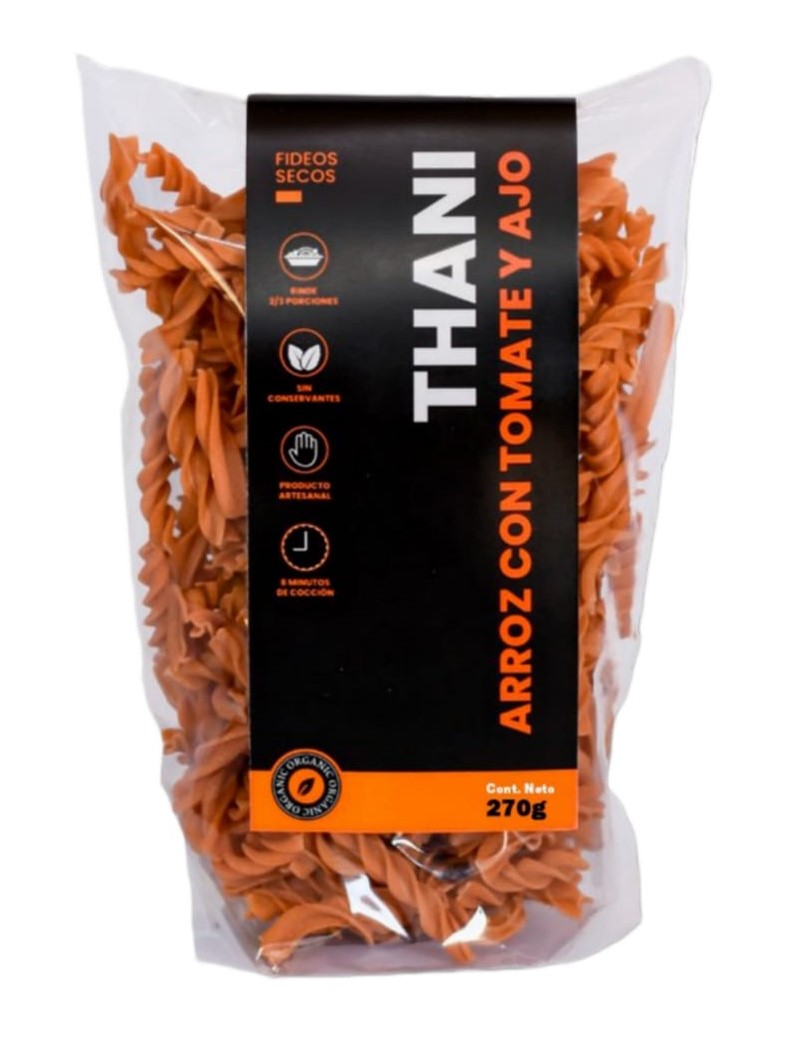 FIDEOS
SECOS
RINDE
2/3 PORCIONES
SIN
CONSERVANTES
PRODUCTO
ARTESANAL
8 MINUTOS
DE COCCIÓN
THANI
ARROZ CON TOMATE Y AJO
ORGANIC ORGANIC ORGANIC
Cont. Neto
270g